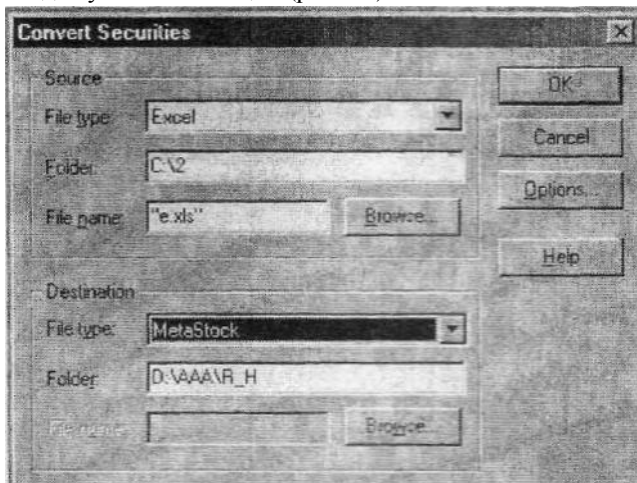 Convert Securities
Source
File type: Excel
Folder: C:\2
File name: "e.xls" Browse...
OK
Cancel
Options...
Help
Destination
File type: MetaStock
Folder: D:\AAA\R_H
File name: Browse...